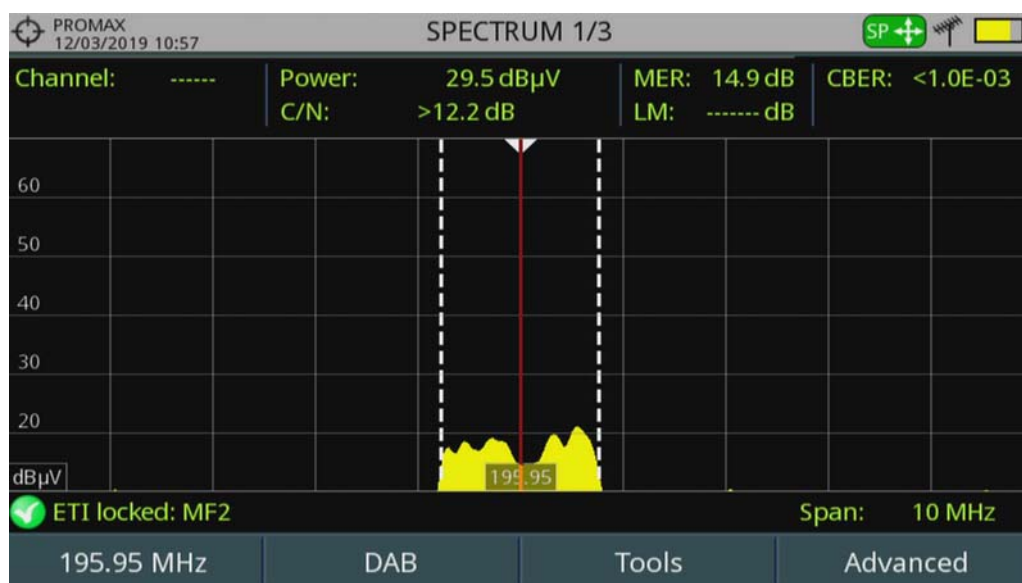 PROMAX
12/03/2019 10:57
SPECTRUM 1/3
SP
Channel: ------
Power: 29.5 dBµV
C/N: >12.2 dB
MER: 14.9 dB
LM: ------- dB
CBER: <1.0E-03
60
50
40
30
20
dBµV
195.95
ETI locked: MF2
Span: 10 MHz
195.95 MHz
DAB
Tools
Advanced